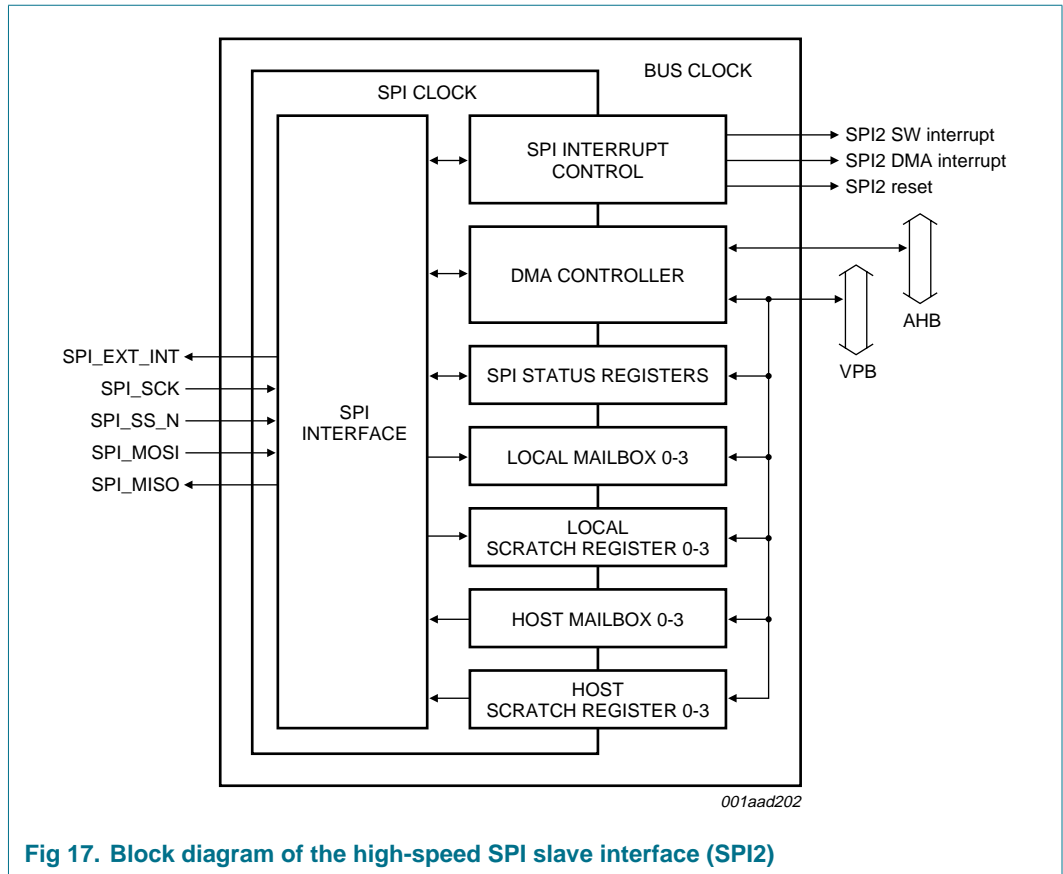 BUS CLOCK
SPI CLOCK
SPI INTERRUPT
CONTROL
SPI2 SW interrupt
SPI2 DMA interrupt
SPI2 reset
DMA CONTROLLER
AHB
VPB
SPI_EXT_INT
SPI_SCK
SPI_SS_N
SPI_MOSI
SPI_MISO
SPI
INTERFACE
SPI STATUS REGISTERS
LOCAL MAILBOX 0-3
LOCAL
SCRATCH REGISTER 0-3
HOST MAILBOX 0-3
HOST
SCRATCH REGISTER 0-3
001aad202
Fig 17. Block diagram of the high-speed SPI slave interface (SPI2)